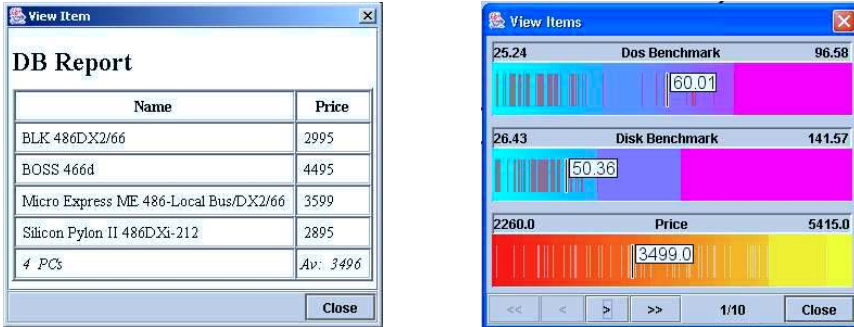 View Item
DB Report
Name Price
BLK 486DX2/66 2995
BOSS 466d 4495
Micro Express ME 486-Local Bus/DX2/66 3599
Silicon Pylon II 486DXi-212 2895
4 PCs Av: 3496
Close
View Items
25.24 Dos Benchmark 96.58
60.01
26.43 Disk Benchmark 141.57
50.36
2260.0 Price 5415.0
3499.0
<< < > >> 1/10 Close